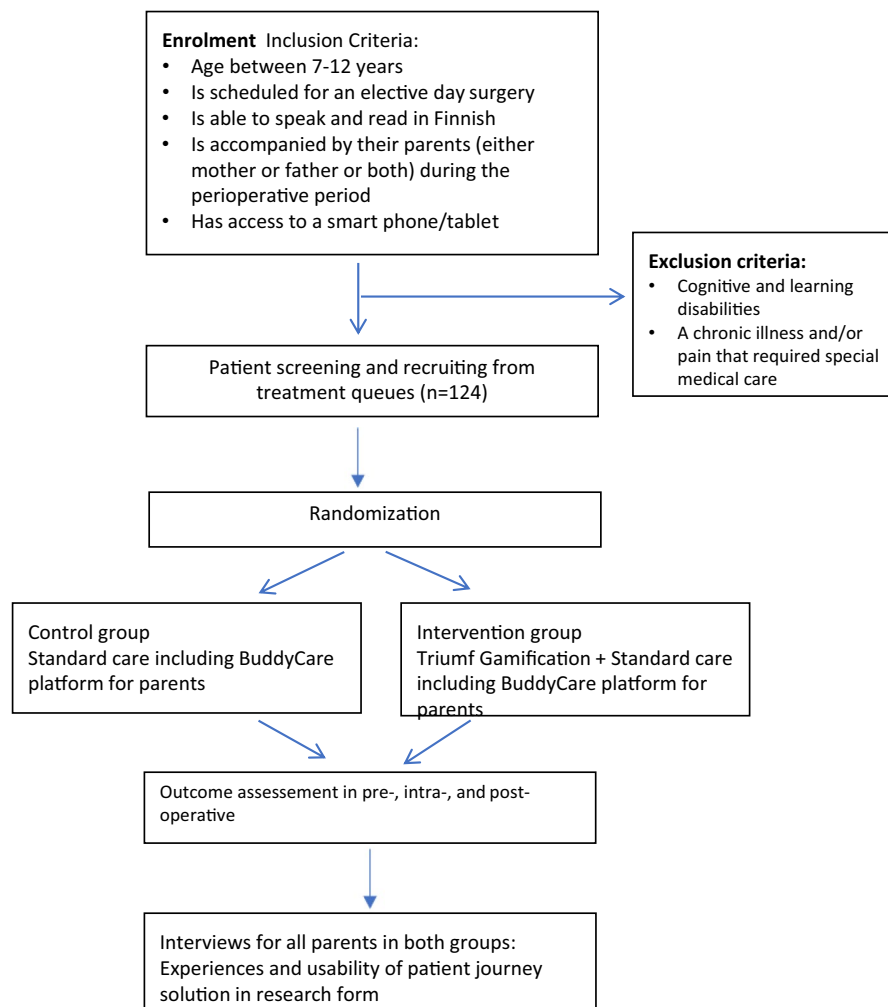 Enrolment Inclusion Criteria:
• Age between 7-12 years
• Is scheduled for an elective day surgery
• Is able to speak and read in Finnish
• Is accompanied by their parents (either
mother or father or both) during the
perioperative period
• Has access to a smart phone/tablet
Exclusion criteria:
• Cognitive and learning
disabilities
• A chronic illness and/or
pain that required special
medical care
Patient screening and recruiting from
treatment queues (n=124)
Randomization
Control group
Standard care including BuddyCare
platform for parents
Intervention group
Triumf Gamification + Standard care
including BuddyCare platform for
parents
Outcome assessement in pre-, intra-, and post-
operative
Interviews for all parents in both groups:
Experiences and usability of patient journey
solution in research form